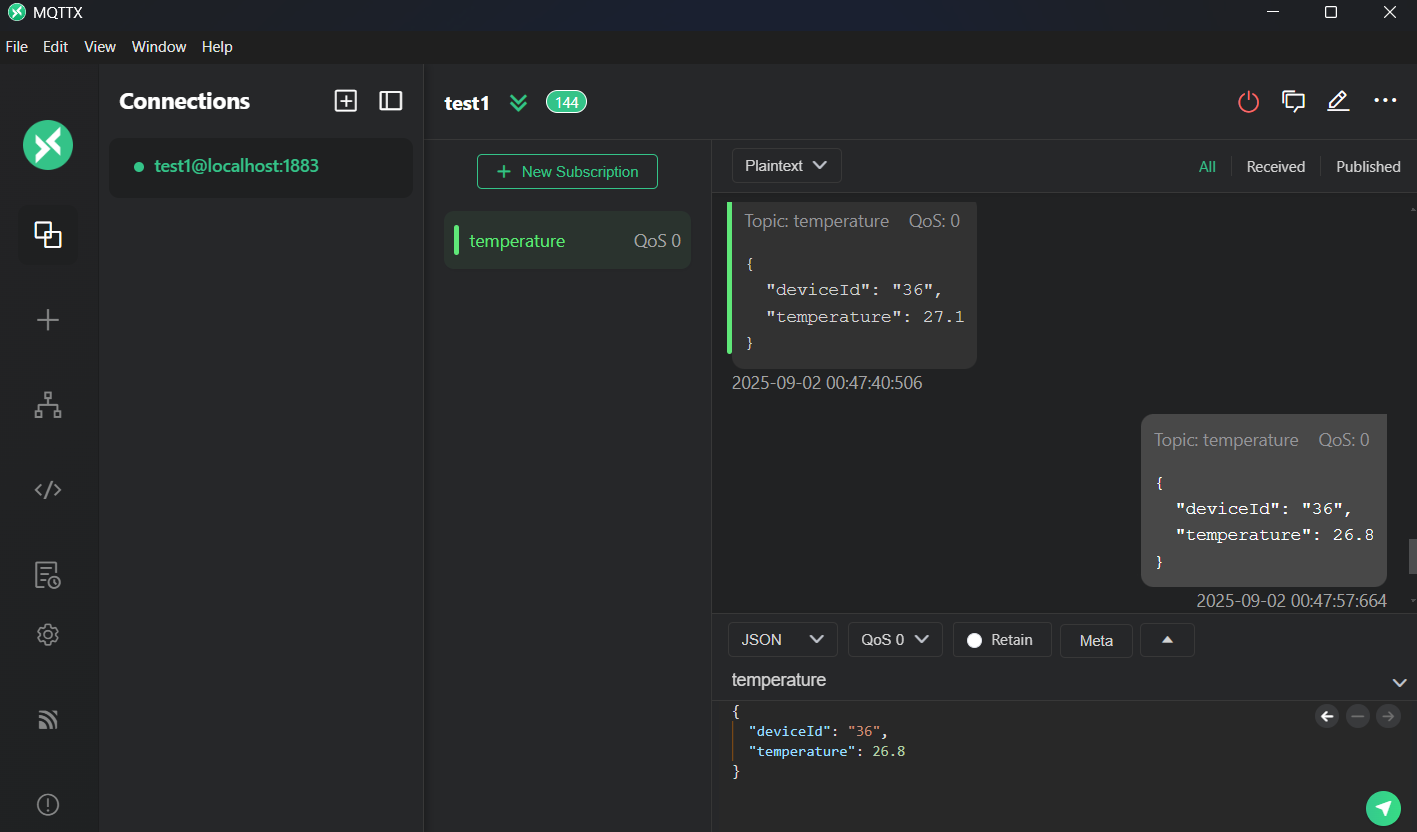 MQTTX
File Edit View Window Help
Connections
test1@localhost:1883
test1 144
New Subscription
temperature QoS 0
Plaintext
All Received Published
Topic: temperature QoS: 0
{
"deviceId": "36",
"temperature": 27.1
}
2025-09-02 00:47:40:506
Topic: temperature QoS: 0
{
"deviceId": "36",
"temperature": 26.8
}
2025-09-02 00:47:57:664
JSON QoS 0 Retain Meta
temperature
{
"deviceId": "36",
"temperature": 26.8
}